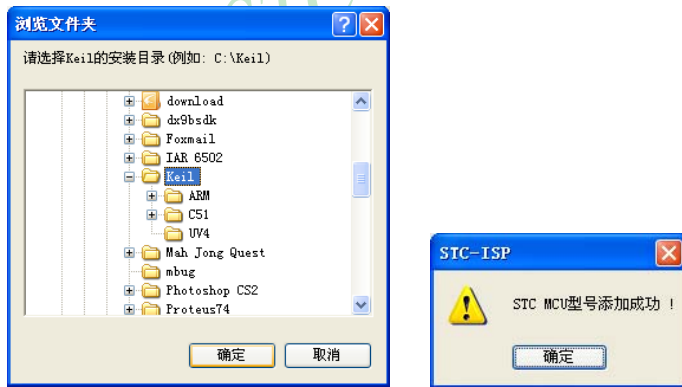 浏览文件夹
请选择Keil的安装目录(例如: C:\Keil)
download
dx9bsdk
Foxmail
IAR 6502
Keil
ARM
C51
UV4
Mah Jong Quest
mbug
Photoshop CS2
Proteus74
确定
取消
STC-ISP
STC MCU型号添加成功 !
确定